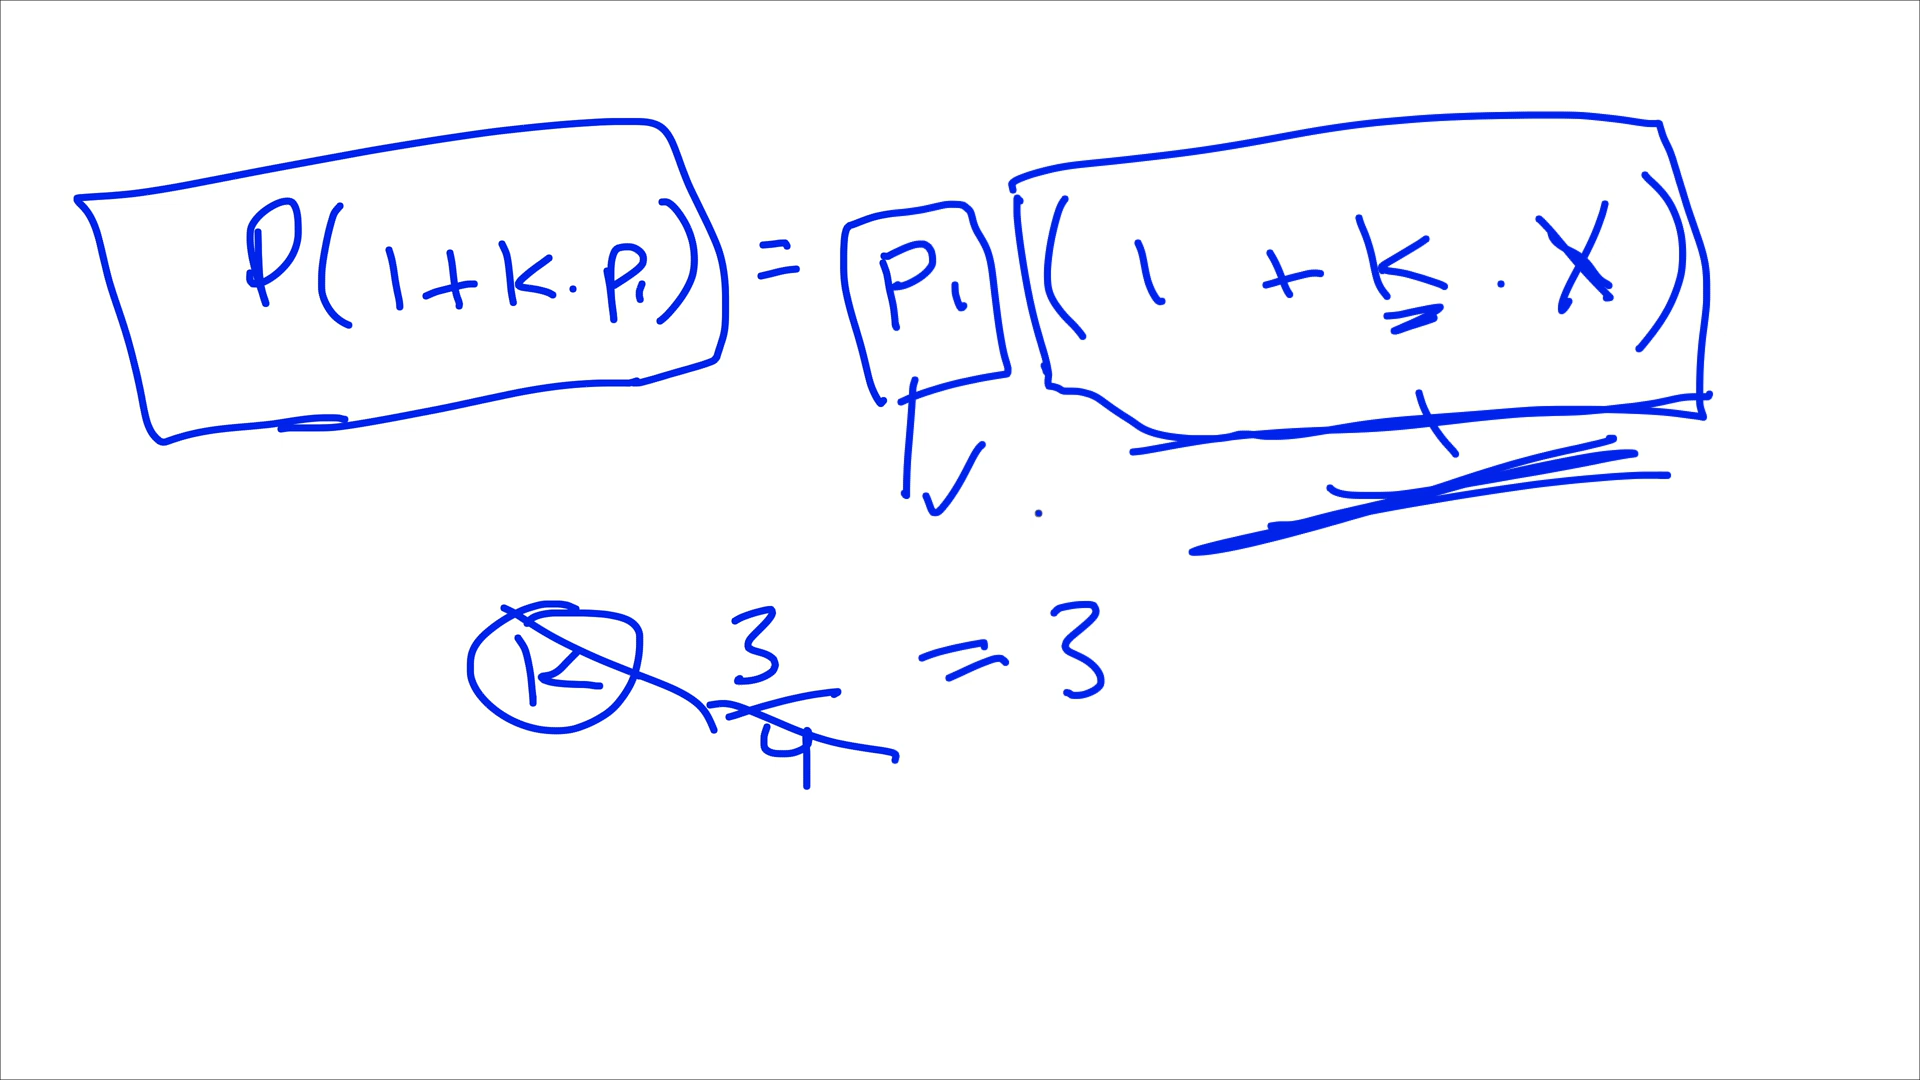 P(1+K.P1) = P1 (1 + K . X)
K 3/4 = 3